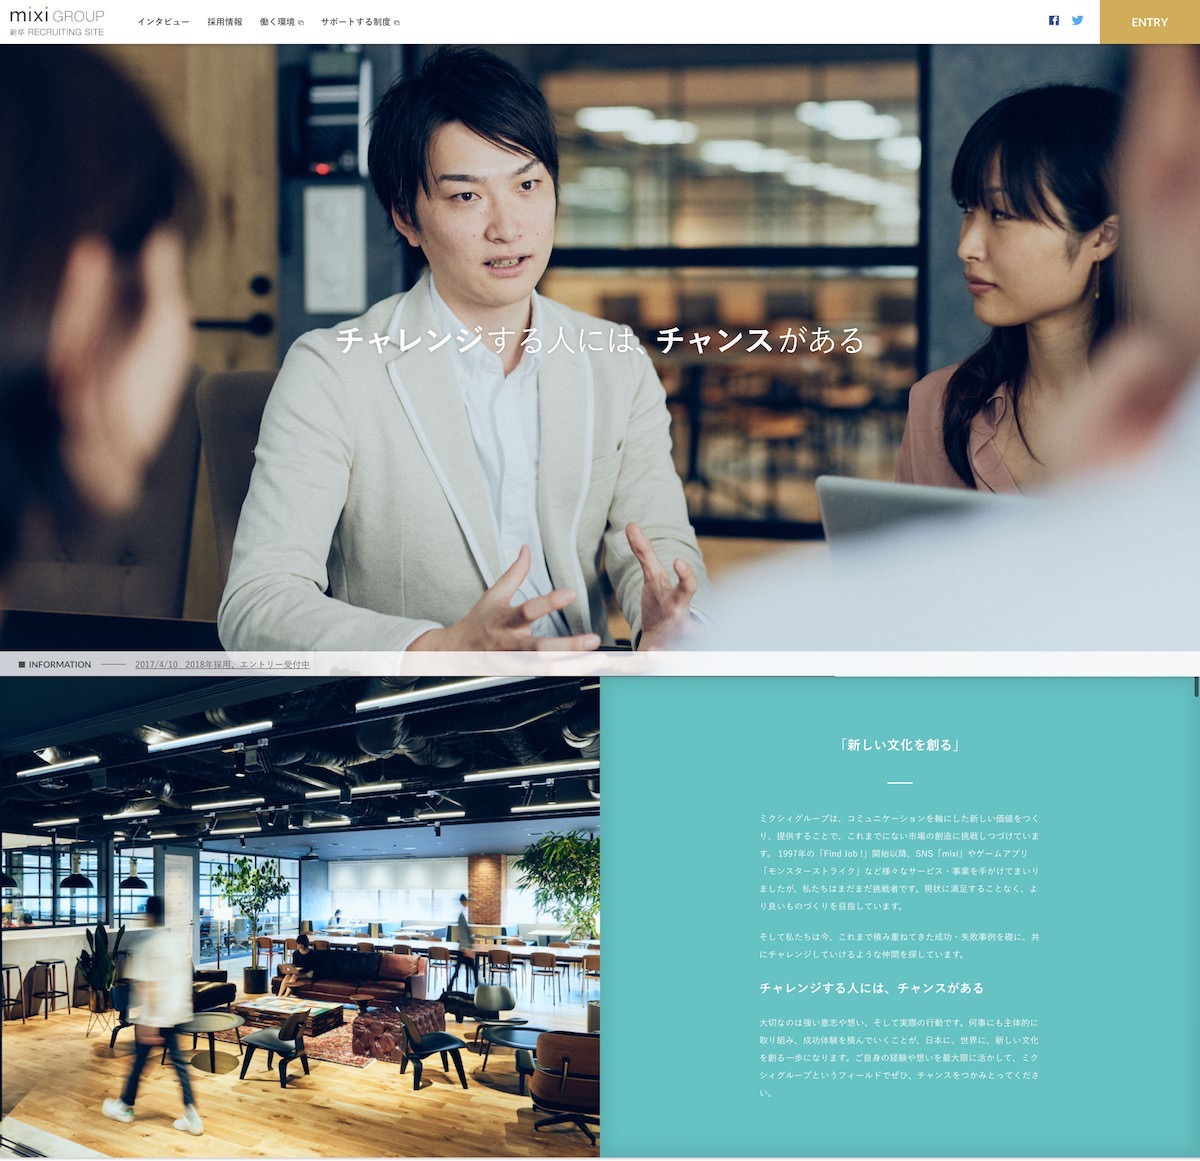 mixi GROUP
新卒 RECRUITING SITE
インタビュー 採用情報 働く環境 サポートする制度
ENTRY
チャレンジする人には、チャンスがある
■ INFORMATION 2017/4/10 2018年採用、エントリー受付中
「新しい文化を創る」
ミクシィグループは、コミュニケーションを軸にした新しい価値をつく
り、提供することで、これまでにない市場の創造に挑戦しつづけていま
す。 1997年の「Find Job !」開始以降、SNS「mixi」やゲームアプリ
「モンスターストライク」など様々なサービス・事業を手がけてまいり
ましたが、私たちはまだまだ挑戦者です。現状に満足することなく、よ
り良いものづくりを目指しています。
そして私たちは今、これまで積み重ねてきた成功・失敗事例を礎に、共
にチャレンジしていけるような仲間を探しています。
チャレンジする人には、チャンスがある
大切なのは強い意志や想い、そして実際の行動です。何事にも主体的に
取り組み、成功体験を積んでいくことが、日本に、世界に、新しい文化
を創る一歩になります。ご自身の経験や想いを最大限に活かして、ミク
シィグループというフィールドでぜひ、チャンスをつかみとってくださ
い。